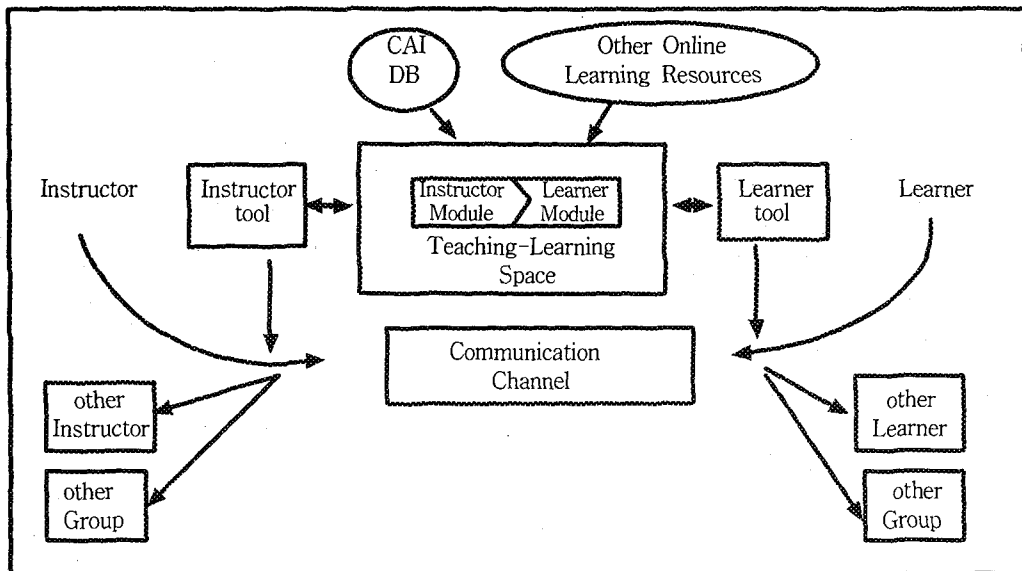 CAI
DB
Other Online
Learning Resources
Instructor
Instructor
tool
Instructor
Module
Learner
Module
Teaching-Learning
Space
Learner
tool
Learner
Communication
Channel
other
Instructor
other
Group
other
Learner
other
Group